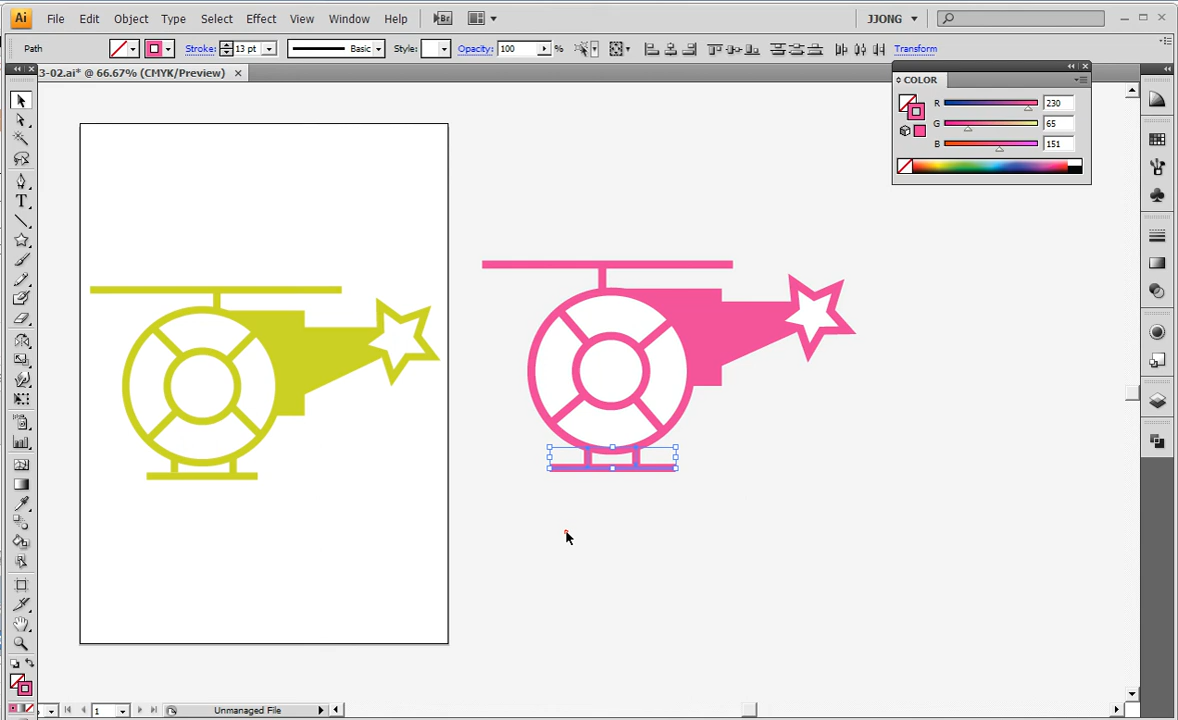 Ai File Edit Object Type Select Effect View Window Help Br JJONG
Path Stroke: 13 pt Basic Style: Opacity: 100 % Transform
3-02.ai* @ 66.67% (CMYK/Preview)
COLOR
R 230
G 65
B 151
T
1 Unmanaged File